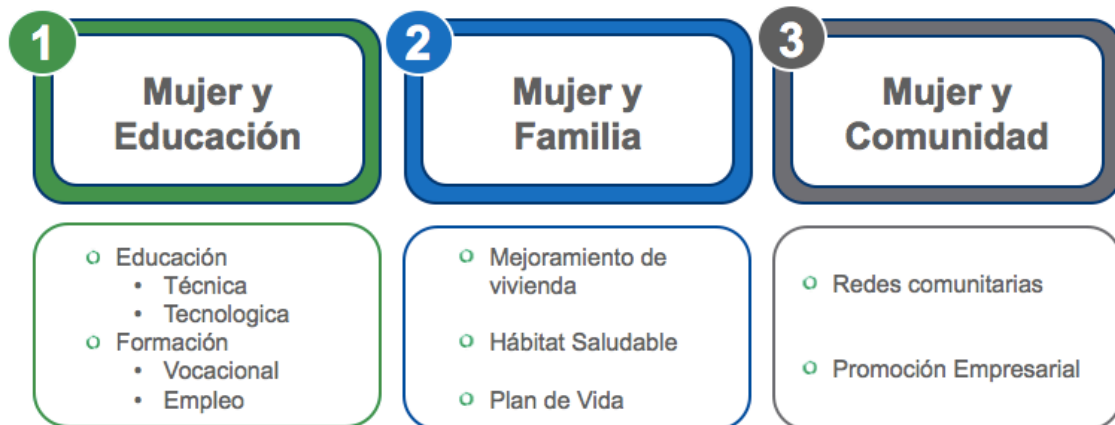 1
Mujer y
Educación
2
Mujer y
Familia
3
Mujer y
Comunidad
Educación
Técnica
Tecnologica
Formación
Vocacional
Empleo
Mejoramiento de
vivienda
Hábitat Saludable
Plan de Vida
Redes comunitarias
Promoción Empresarial